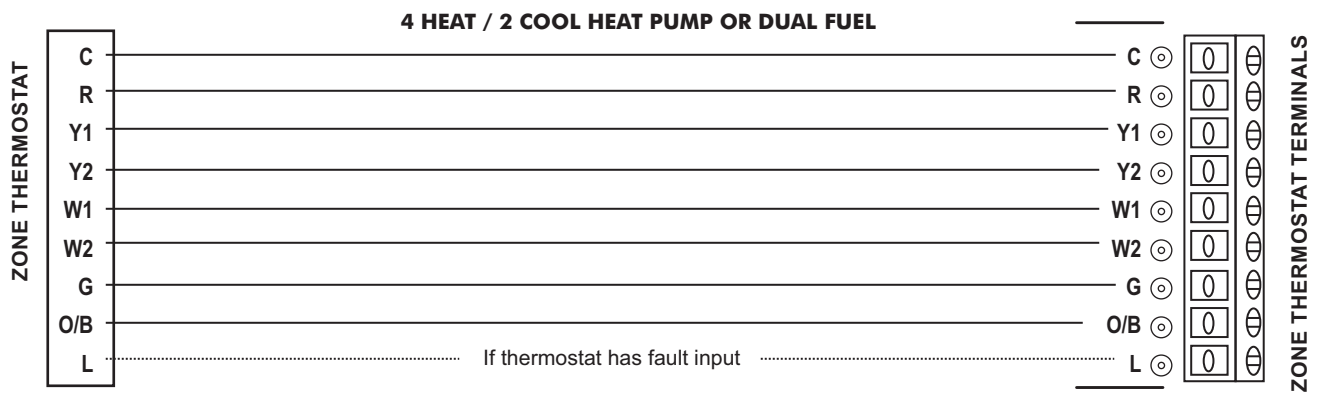 4 HEAT / 2 COOL HEAT PUMP OR DUAL FUEL
ZONE THERMOSTAT
C
R
Y1
Y2
W1
W2
G
O/B
L
If thermostat has fault input
C
R
Y1
Y2
W1
W2
G
O/B
L
ZONE THERMOSTAT TERMINALS